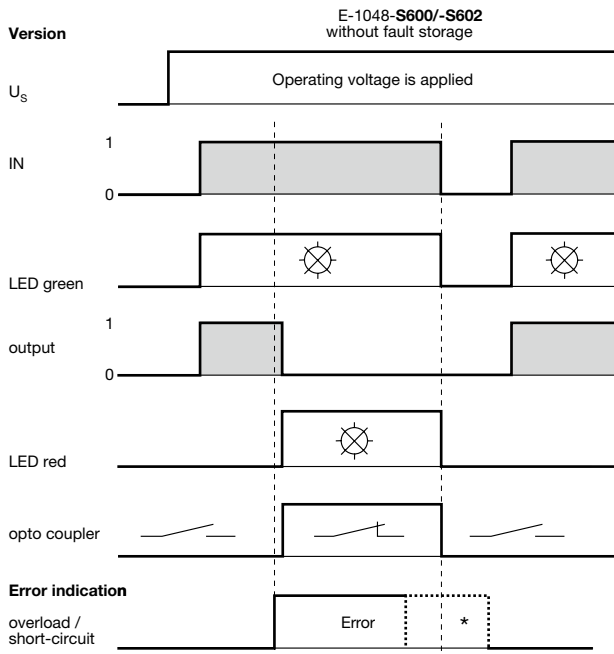 E-1048-S600/-S602
Version
without fault storage
Operating voltage is applied
US
1
IN
0
LED green
1
output
0
LED red
opto coupler
Error indication
overload /
Error
*
short-circuit